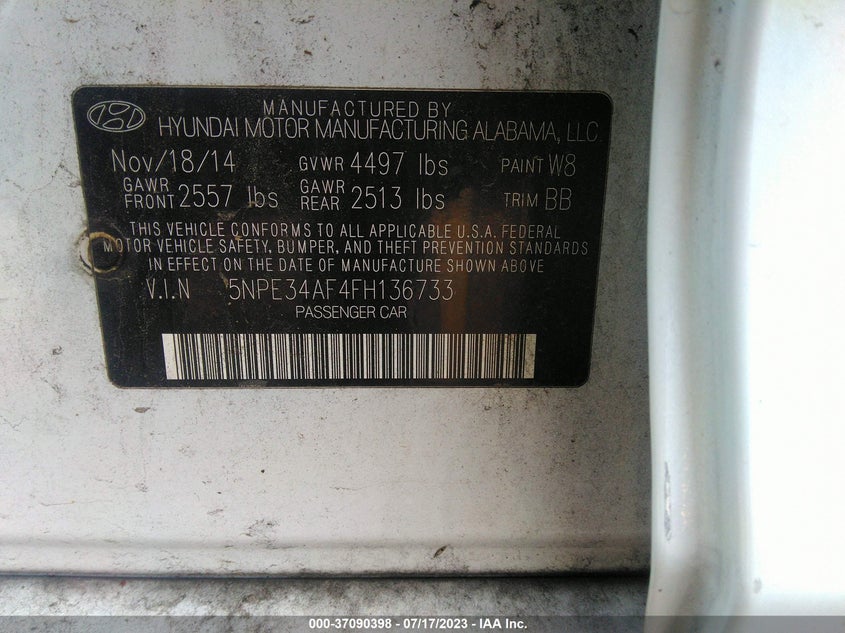 MANUFACTURED BY
HYUNDAI MOTOR MANUFACTURING ALABAMA, LLC.
Nov/18/14 GVWR 4497 lbs PAINT W8
GAWR FRONT 2557 lbs GAWR REAR 2513 lbs TRIM BB
THIS VEHICLE CONFORMS TO ALL APPLICABLE U.S.A. FEDERAL
MOTOR VEHICLE SAFETY, BUMPER, AND THEFT PREVENTION STANDARDS
IN EFFECT ON THE DATE OF MANUFACTURE SHOWN ABOVE
V.I.N 5NPE34AF4FH136733
PASSENGER CAR
000-37090398 - 07/17/2023 - © IAA Inc.